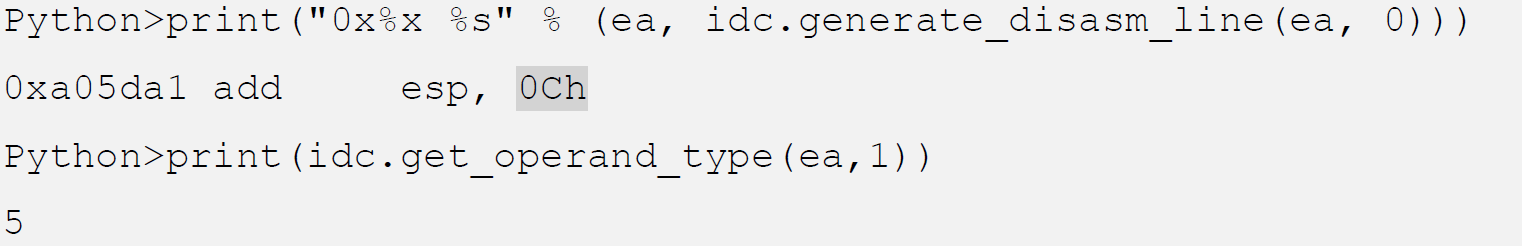 Python>print("0x%x %s" % (ea, idc.generate_disasm_line(ea, 0)))
0xa05da1 add     esp, 0Ch
Python>print(idc.get_operand_type(ea,1))
5